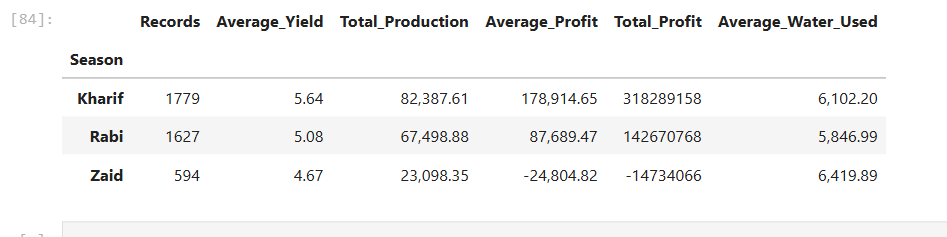 [84]:
Records Average_Yield Total_Production Average_Profit Total_Profit Average_Water_Used
Season
Kharif 1779 5.64 82,387.61 178,914.65 318289158 6,102.20
Rabi 1627 5.08 67,498.88 87,689.47 142670768 5,846.99
Zaid 594 4.67 23,098.35 -24,804.82 -14734066 6,419.89